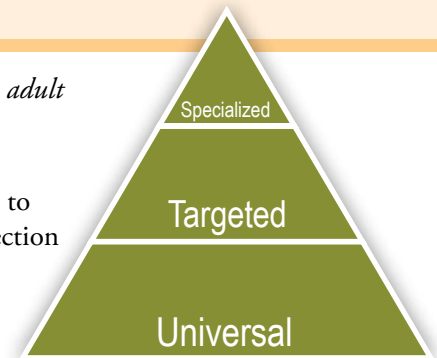 adult
Specialized
to
Targeted
ection
Universal